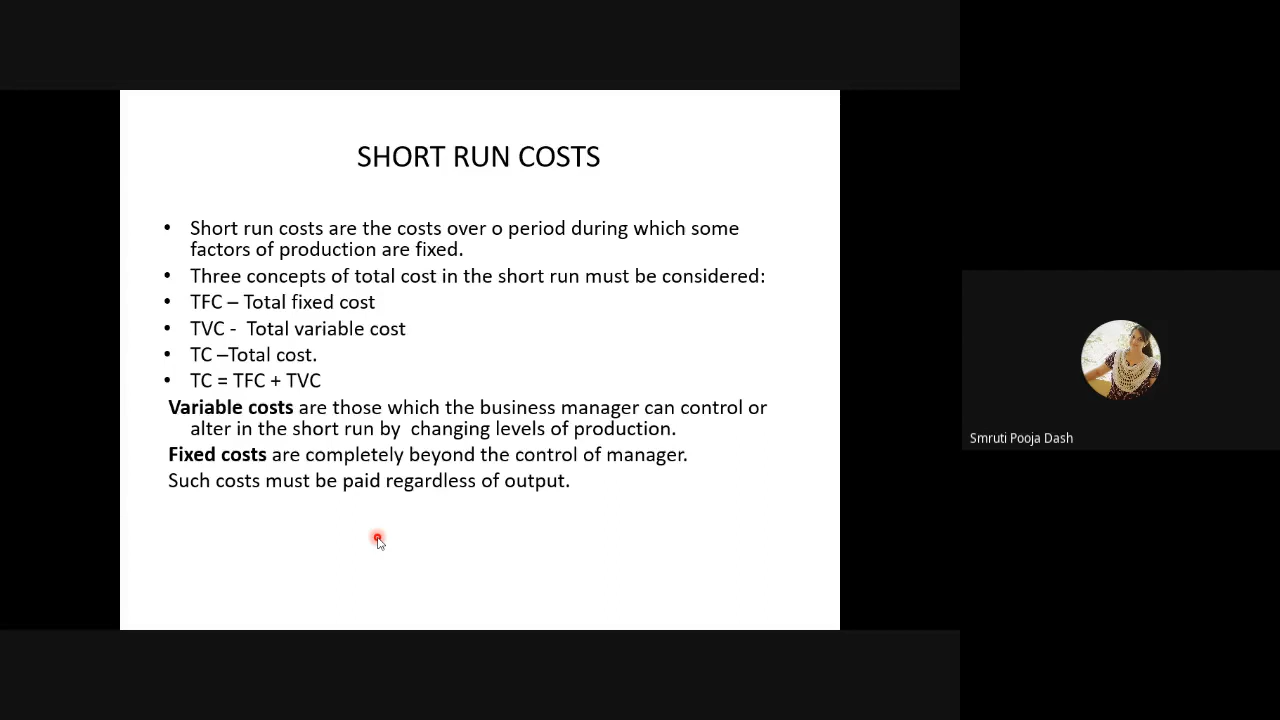 SHORT RUN COSTS
• Short run costs are the costs over o period during which some
factors of production are fixed.
• Three concepts of total cost in the short run must be considered:
• TFC – Total fixed cost
• TVC - Total variable cost
• TC –Total cost.
• TC = TFC + TVC
Variable costs are those which the business manager can control or
alter in the short run by changing levels of production.
Fixed costs are completely beyond the control of manager.
Such costs must be paid regardless of output.
Smruti Pooja Dash